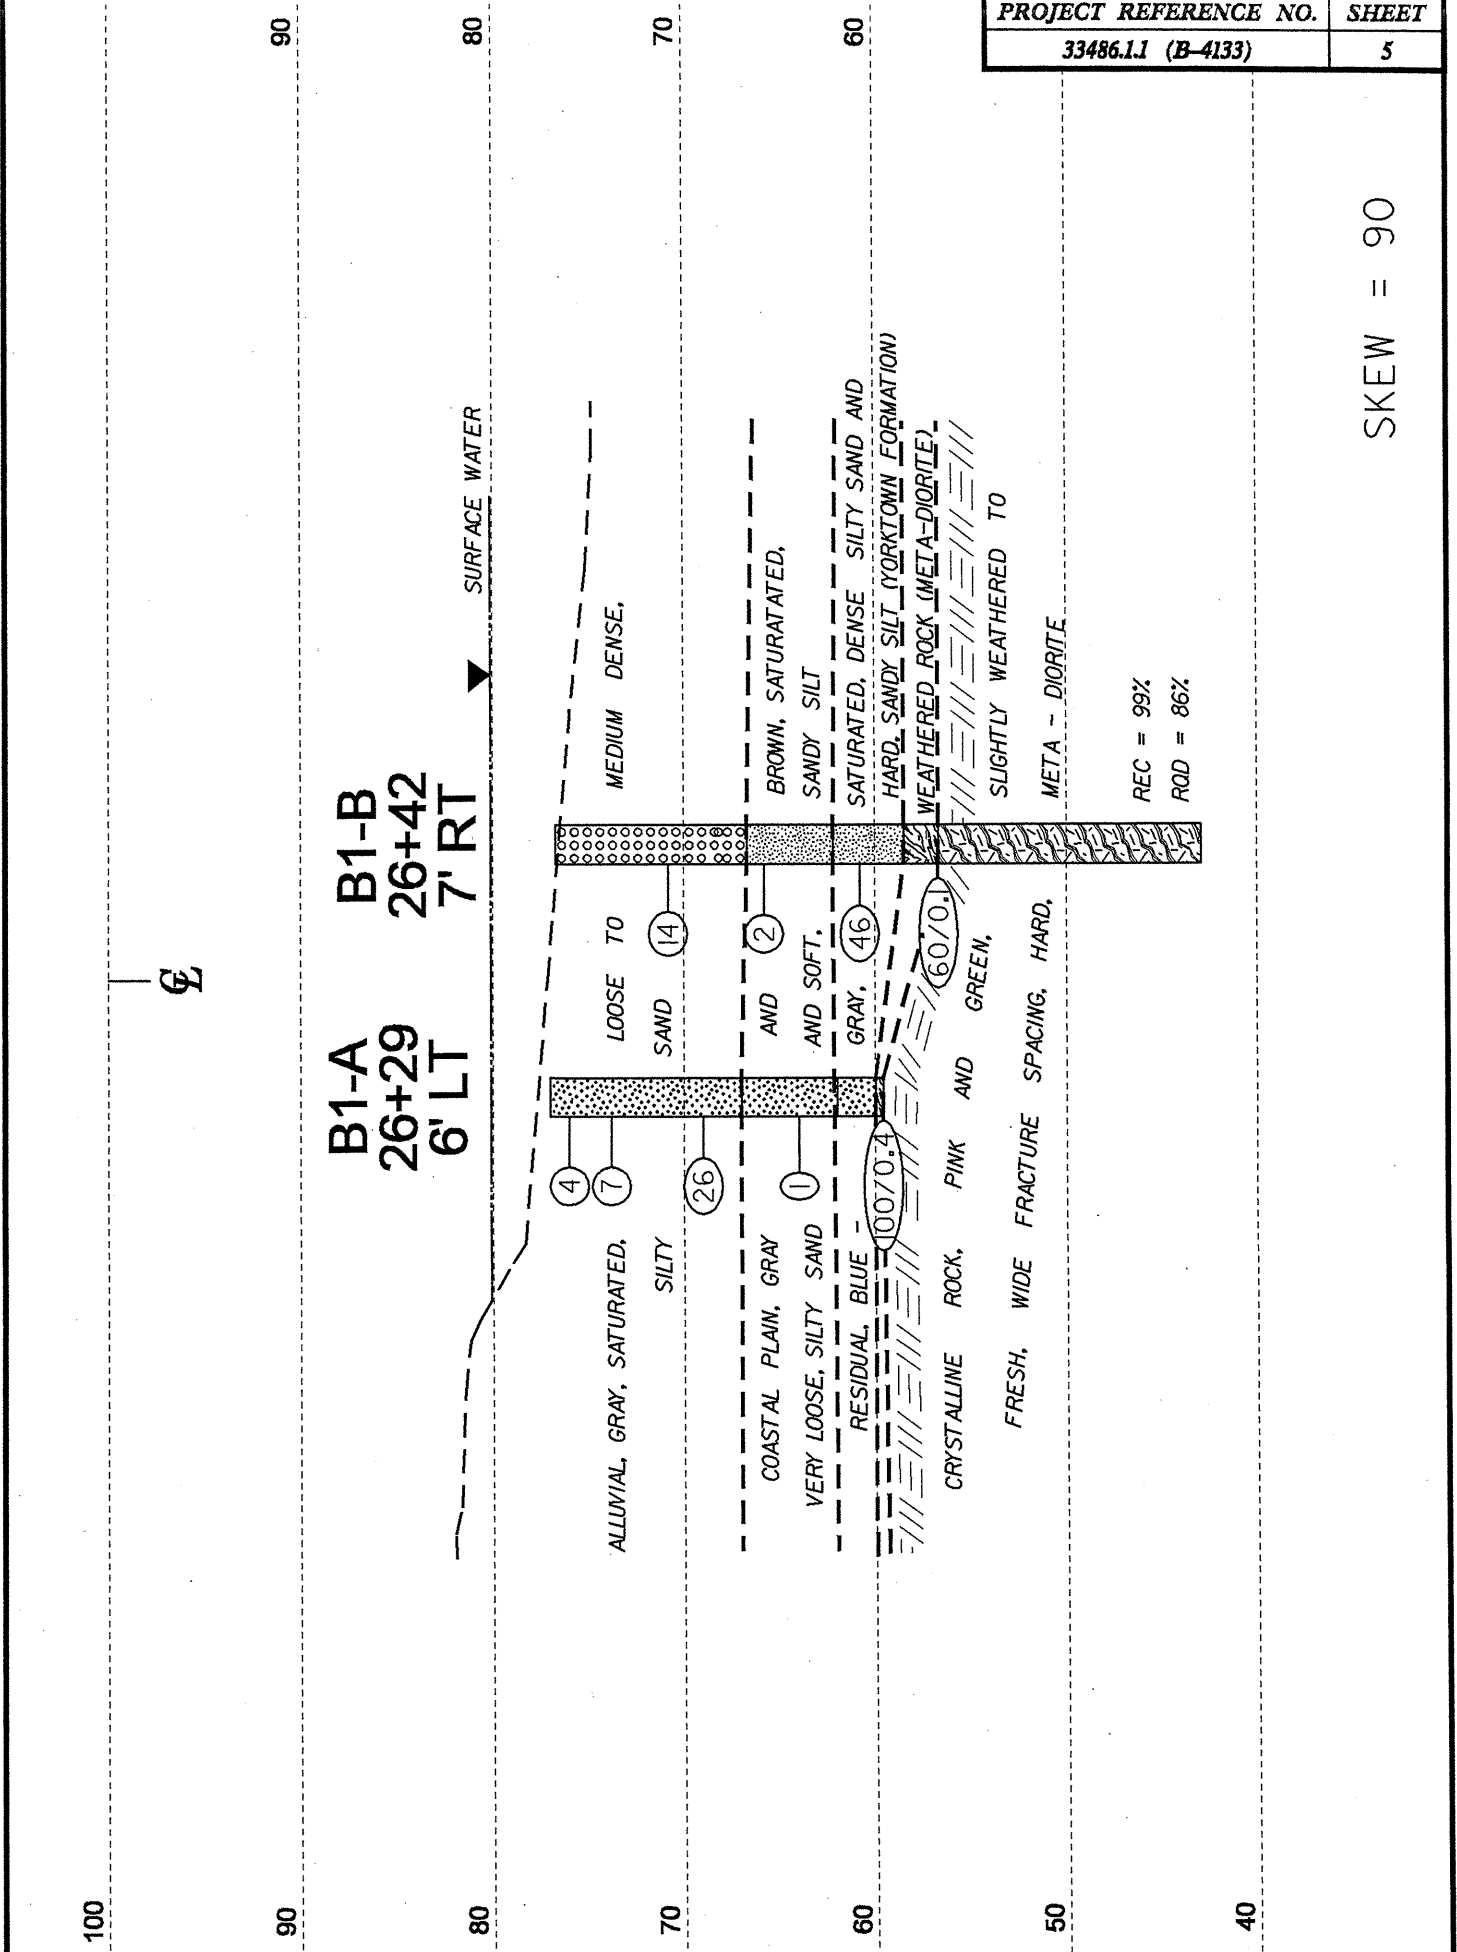 PROJECT REFERENCE NO. SHEET
33486.1.1 (B-4133) 5
90 70 60
℄
B1-A
26+29
6' LT
B1-B
26+42
7' RT
SURFACE WATER
ALLUVIAL, GRAY, SATURATED, LOOSE TO MEDIUM DENSE,
SILTY SAND
COASTAL PLAIN, GRAY AND BROWN, SATURATATED,
VERY LOOSE, SILTY SAND AND SOFT, SANDY SILT
RESIDUAL, BLUE - GRAY, SATURATED, DENSE SILTY SAND AND
HARD, SANDY SILT (YORKTOWN FORMATION)
WEATHERED ROCK (META-DIORITE)
CRYSTALLINE ROCK, PINK AND GREEN, SLIGHTLY WEATHERED TO
FRESH, WIDE FRACTURE SPACING, HARD, META - DIORITE
REC = 99%
RQD = 86%
4
7
26
1
100/0.4
14
2
46
60/0.1
100
90
80
70
60
50
40
SKEW = 90